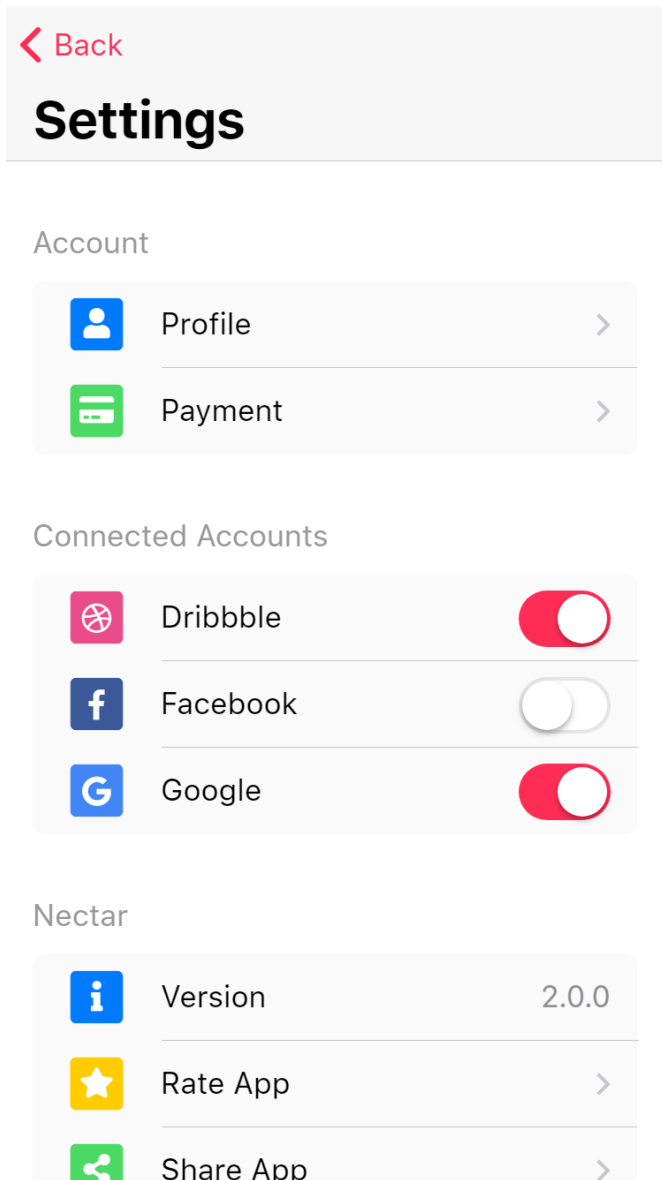 Back
Settings
Account
Profile
Payment
Connected Accounts
Dribbble
Facebook
Google
Nectar
Version 2.0.0
Rate App
Share App